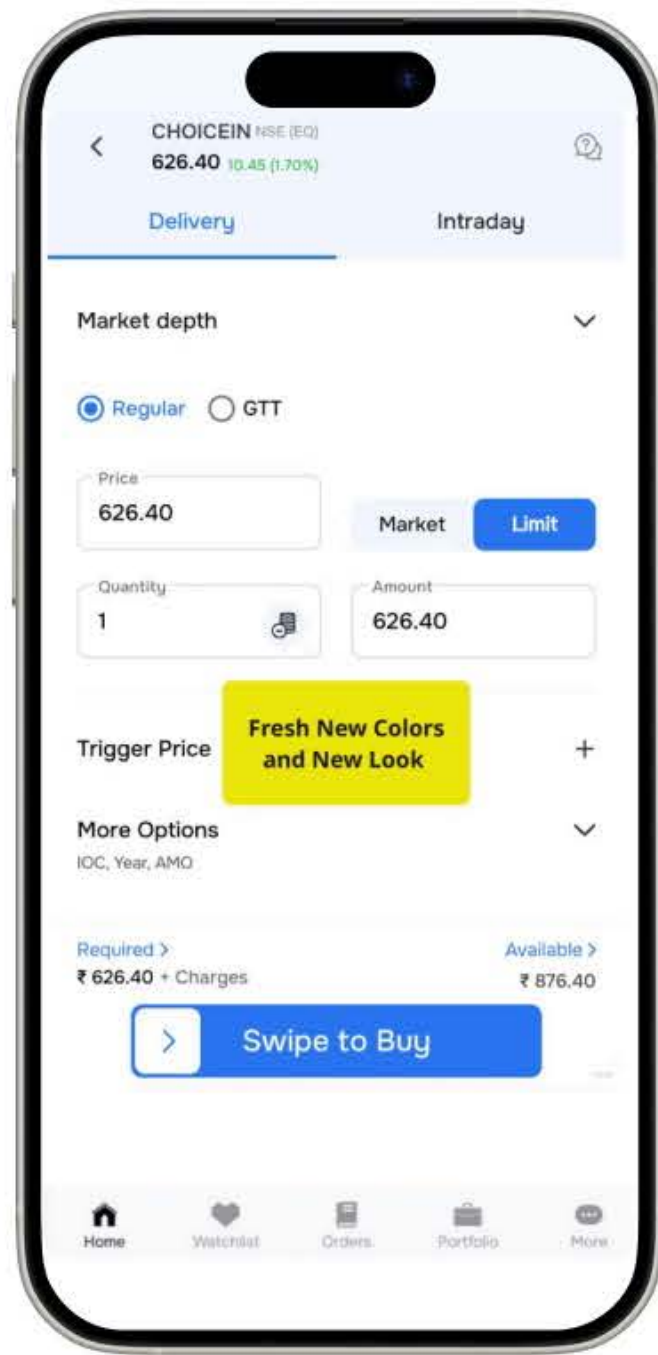 CHOICEIN NSE (EQ)
626.40 10.45 (1.70%)
Delivery Intraday
Market depth
Regular GTT
Price
626.40
Market Limit
Quantity Amount
1 626.40
Fresh New Colors
and New Look
Trigger Price +
More Options
IOC, Year, AMO
Required > Available >
₹ 626.40 + Charges ₹ 876.40
> Swipe to Buy
Home Watchlist Orders Portfolio More